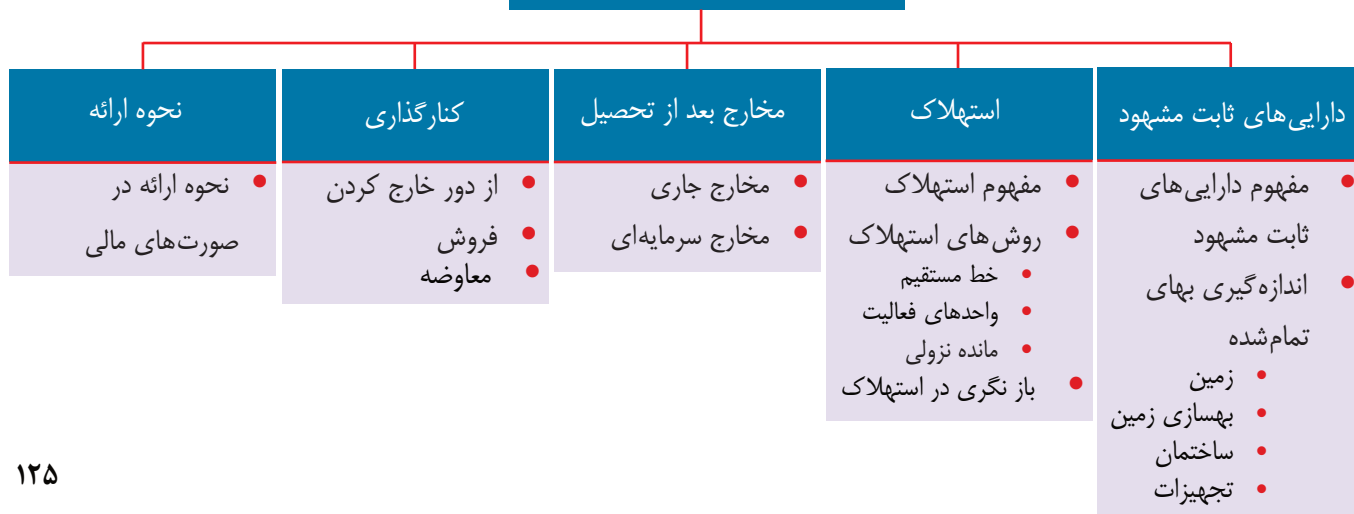 دارایی‌های ثابت مشهود
مفهوم دارایی‌های
ثابت مشهود
اندازه‌گیری بهای
تمام‌شده
زمین
بهسازی زمین
ساختمان
تجهیزات
استهلاک
مفهوم استهلاک
روش‌های استهلاک
خط مستقیم
واحدهای فعالیت
مانده نزولی
باز نگری در استهلاک
مخارج بعد از تحصیل
مخارج جاری
مخارج سرمایه‌ای
کنارگذاری
از دور خارج کردن
فروش
معاوضه
نحوه ارائه
نحوه ارائه در
صورت‌های مالی
۱۲۵